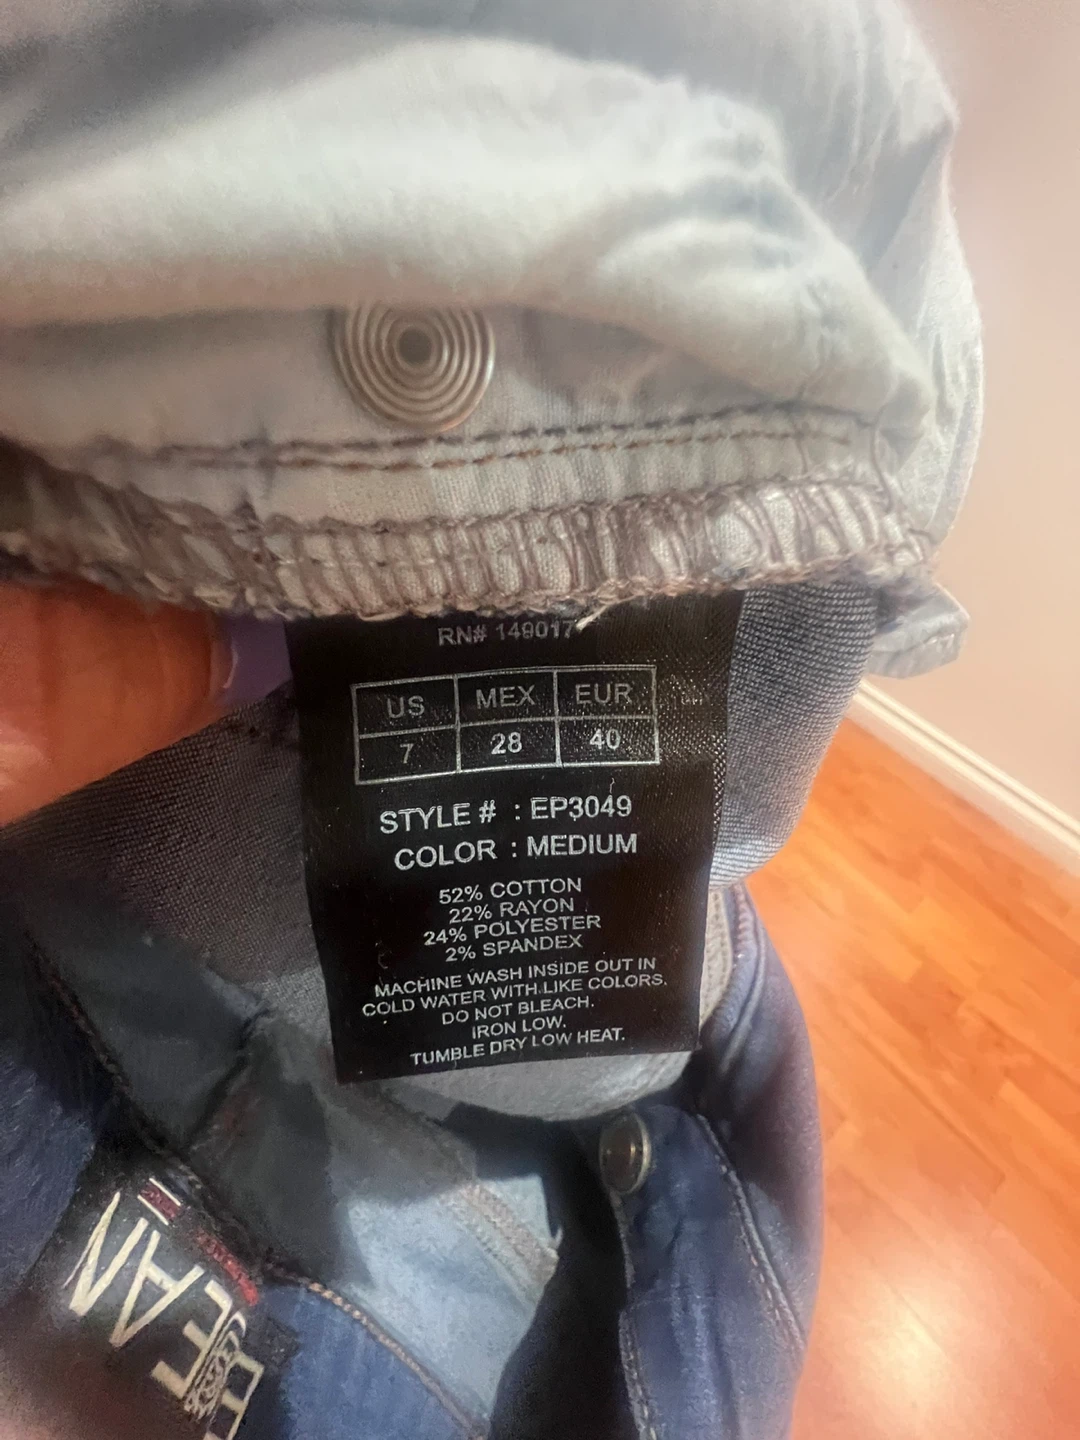 RN# 149017
US MEX EUR
7 28 40
STYLE # : EP3049
COLOR : MEDIUM
52% COTTON
22% RAYON
24% POLYESTER
2% SPANDEX
MACHINE WASH INSIDE OUT IN
COLD WATER WITH LIKE COLORS.
DO NOT BLEACH.
IRON LOW.
TUMBLE DRY LOW HEAT.